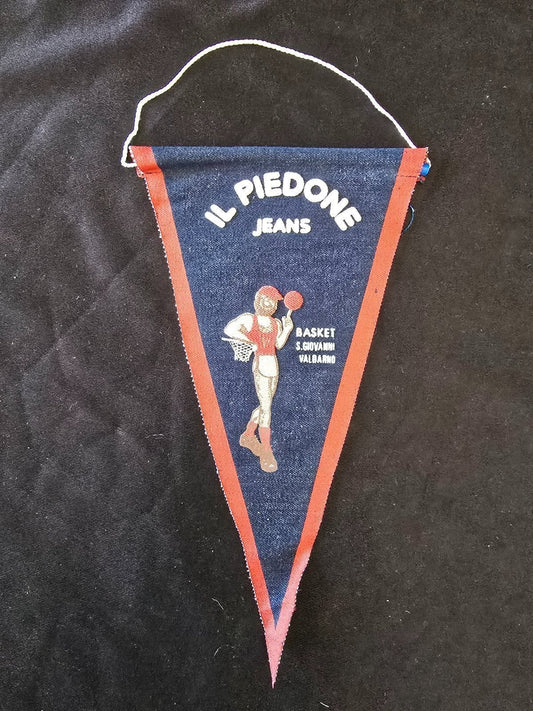 IL PIEDONE
JEANS
BASKET
S.GIOVANNI
VALDARNO